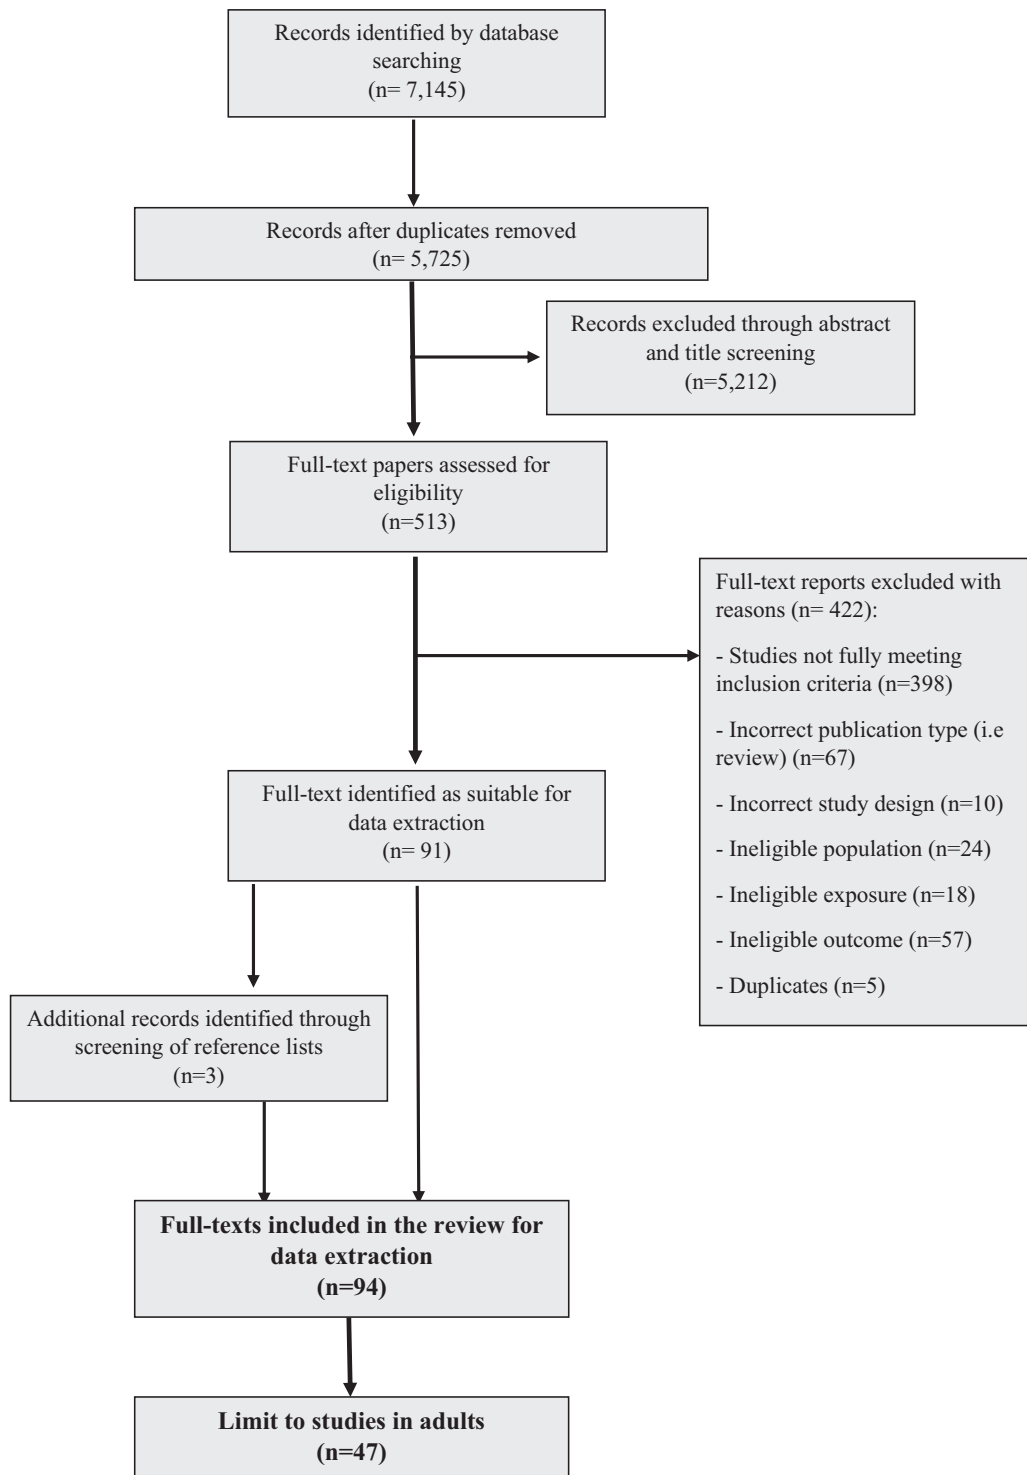 Records identified by database
searching
(n= 7,145)
Records after duplicates removed
(n= 5,725)
Records excluded through abstract
and title screening
(n=5,212)
Full-text papers assessed for
eligibility
(n=513)
Full-text reports excluded with
reasons (n= 422):
- Studies not fully meeting
inclusion criteria (n=398)
- Incorrect publication type (i.e
review) (n=67)
- Incorrect study design (n=10)
- Ineligible population (n=24)
- Ineligible exposure (n=18)
- Ineligible outcome (n=57)
- Duplicates (n=5)
Full-text identified as suitable for
data extraction
(n= 91)
Additional records identified through
screening of reference lists
(n=3)
Full-texts included in the review for
data extraction
(n=94)
Limit to studies in adults
(n=47)